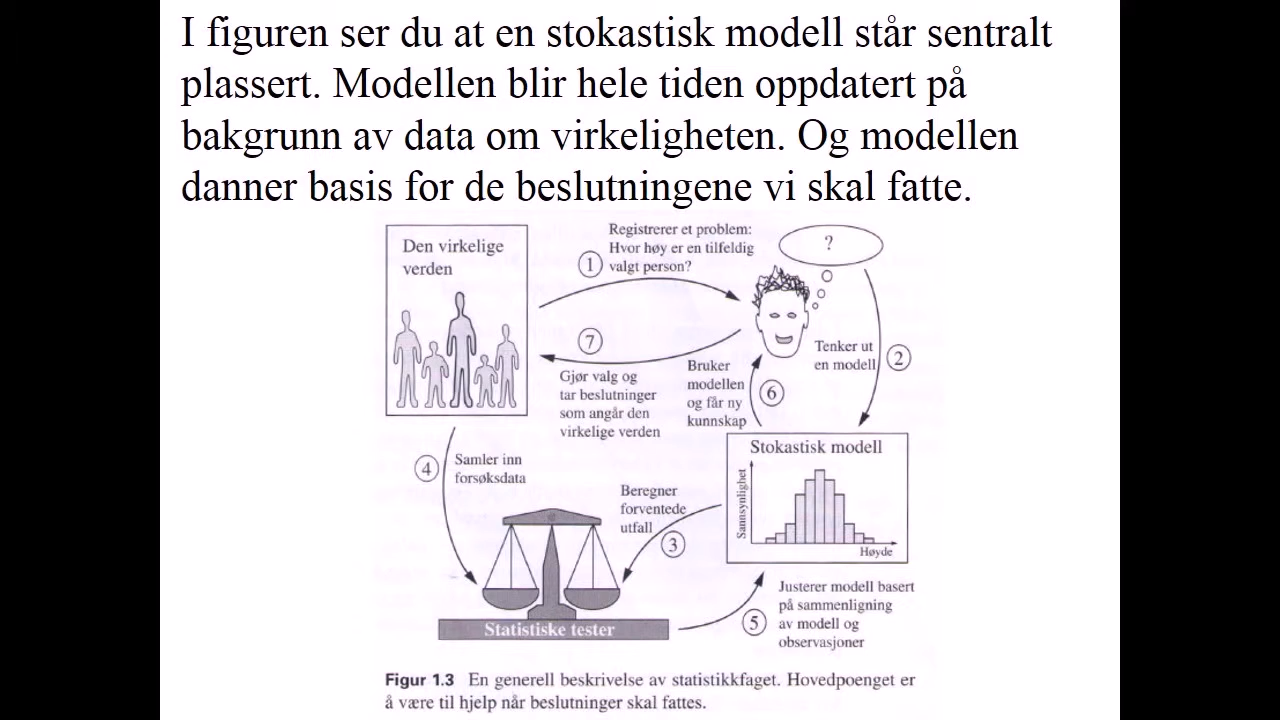 I figuren ser du at en stokastisk modell står sentralt
plassert. Modellen blir hele tiden oppdatert på
bakgrunn av data om virkeligheten. Og modellen
danner basis for de beslutningene vi skal fatte.
Den virkelige
verden
1
Registrerer et problem:
Hvor høy er en tilfeldig
valgt person?
?
Tenker ut
en modell
2
7
Gjør valg og
tar beslutninger
som angår den
virkelige verden
Bruker
modellen
og får ny
kunnskap
6
Stokastisk modell
Sannsynlighet
Høyde
4
Samler inn
forsøksdata
Beregner
forventede
utfall
3
Statistiske tester
5
Justerer modell basert
på sammenligning
av modell og
observasjoner
Figur 1.3 En generell beskrivelse av statistikkfaget. Hovedpoenget er
å være til hjelp når beslutninger skal fattes.